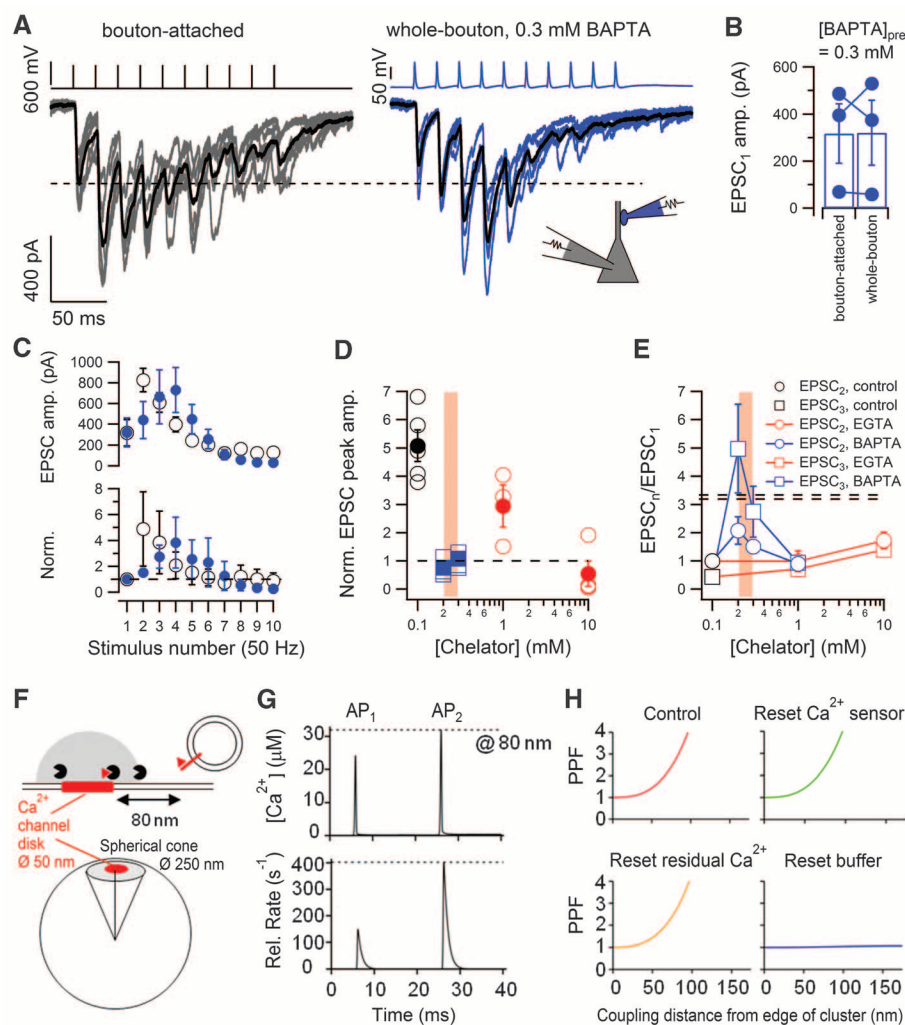 A
bouton-attached
whole-bouton, 0.3 mM BAPTA
600 mV
50 mV
400 pA
50 ms
B
[BAPTA]pre
= 0.3 mM
EPSC1 amp. (pA)
600
400
200
0
bouton-attached
whole-bouton
C
EPSC amp. (pA)
1000
800
600
400
200
0
Norm.
8
6
4
2
0
1 2 3 4 5 6 7 8 9 10
Stimulus number (50 Hz)
D
Norm. EPSC peak amp.
7
6
5
4
3
2
1
0
0.1 2 4 6 1 2 4 6 10
[Chelator] (mM)
E
EPSCn/EPSC1
7
6
5
4
3
2
1
0
0.1 2 4 6 1 2 4 6 10
[Chelator] (mM)
EPSC2, control
EPSC3, control
EPSC2, EGTA
EPSC2, BAPTA
EPSC3, EGTA
EPSC3, BAPTA
F
Ca2+
channel
disk
Ø 50 nm
80 nm
Spherical cone
Ø 250 nm
G
AP1 AP2
[Ca2+] (μM)
30
20
10
0
@ 80 nm
Rel. Rate (s-1)
400
300
200
100
0
0 10 20 30 40
Time (ms)
H
Control
Reset Ca2+ sensor
PPF
4
3
2
1
0
Reset residual Ca2+
Reset buffer
PPF
4
3
2
1
0
0 50 100 150 0 50 100 150
Coupling distance from edge of cluster (nm)